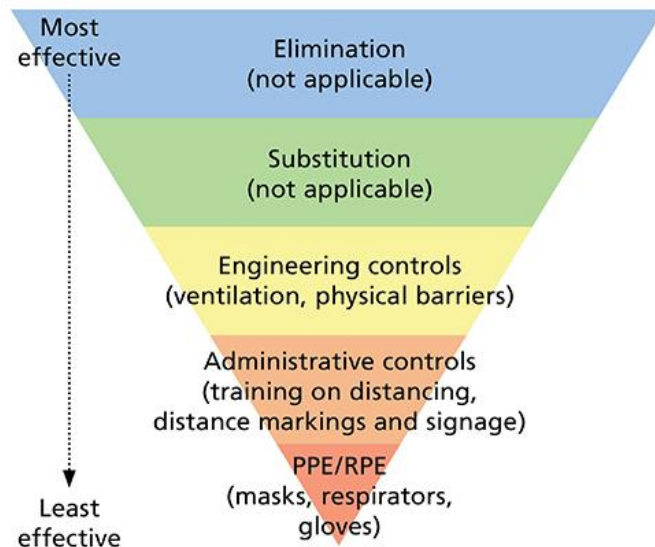 Most
effective
Elimination
(not applicable)
Substitution
(not applicable)
Engineering controls
(ventilation, physical barriers)
Administrative controls
(training on distancing,
distance markings and signage)
PPE/RPE
(masks, respirators,
gloves)
Least
effective